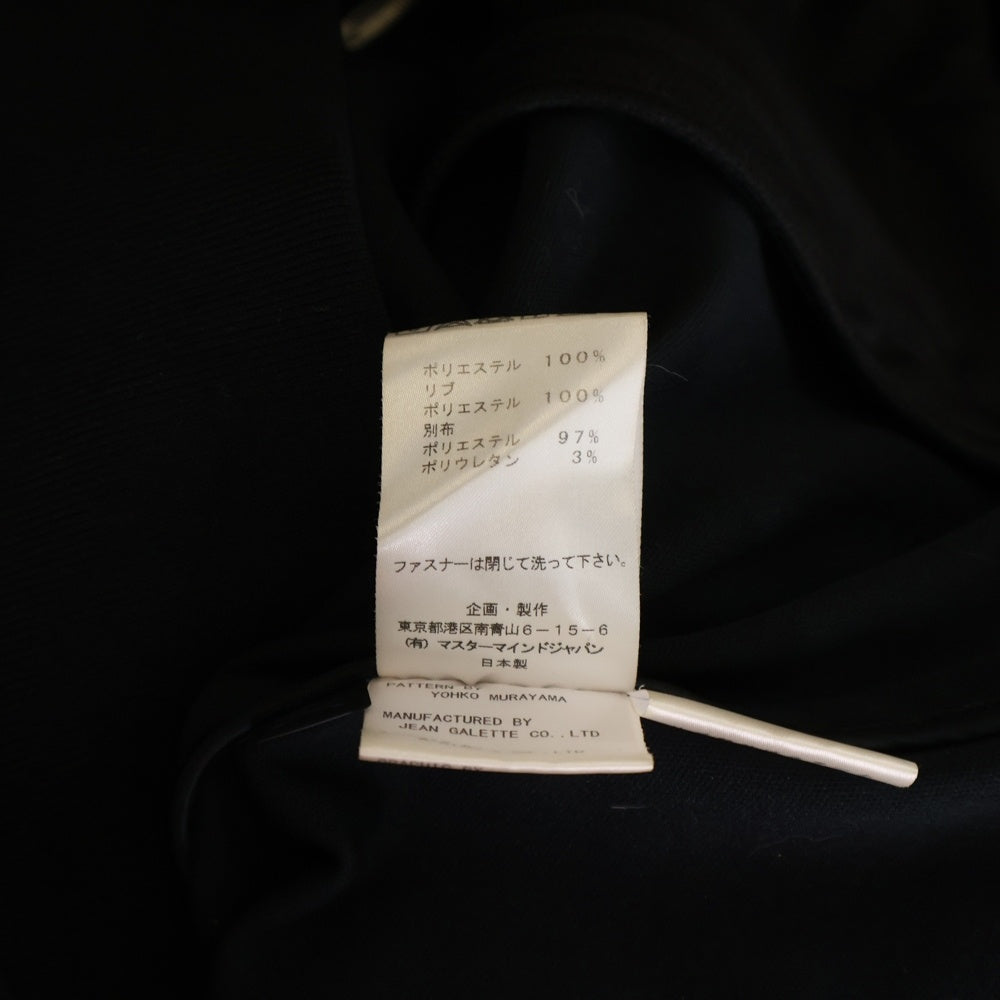 ポリエステル 100%
リブ
ポリエステル 100%
別布
ポリエステル 97%
ポリウレタン 3%
ファスナーは閉じて洗って下さい。
企画・製作
東京都港区南青山6-15-6
(有) マスターマインドジャパン
日本製
PATTERN BY
YOHKO MURAYAMA
MANUFACTURED BY
JEAN GALETTE CO.,LTD